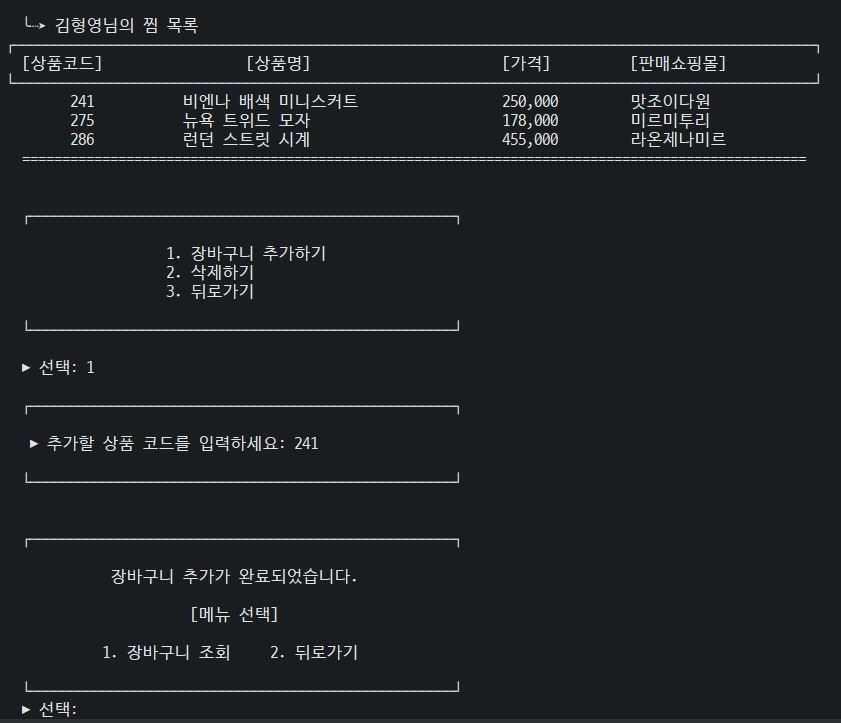 ╰┈➤ 김형영님의 찜 목록
[상품코드] [상품명] [가격] [판매쇼핑몰]
241 비엔나 배색 미니스커트 250,000 맛조이다원
275 뉴욕 트위드 모자 178,000 미르미투리
286 런던 스트릿 시계 455,000 라온제나미르
==================================================================================================
1. 장바구니 추가하기
2. 삭제하기
3. 뒤로가기
▶ 선택: 1
▶ 추가할 상품 코드를 입력하세요: 241
장바구니 추가가 완료되었습니다.
[메뉴 선택]
1. 장바구니 조회 2. 뒤로가기
▶ 선택: